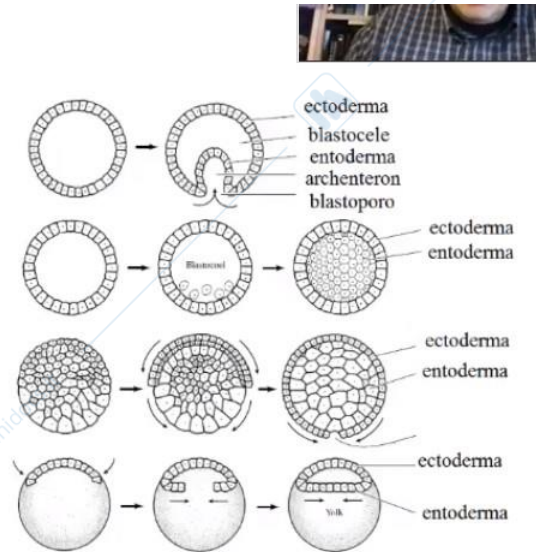 ectoderma
blastocele
entoderma
archenteron
blastoporo
ectoderma
entoderma
Blastocoel
ectoderma
entoderma
ectoderma
entoderma
Yolk